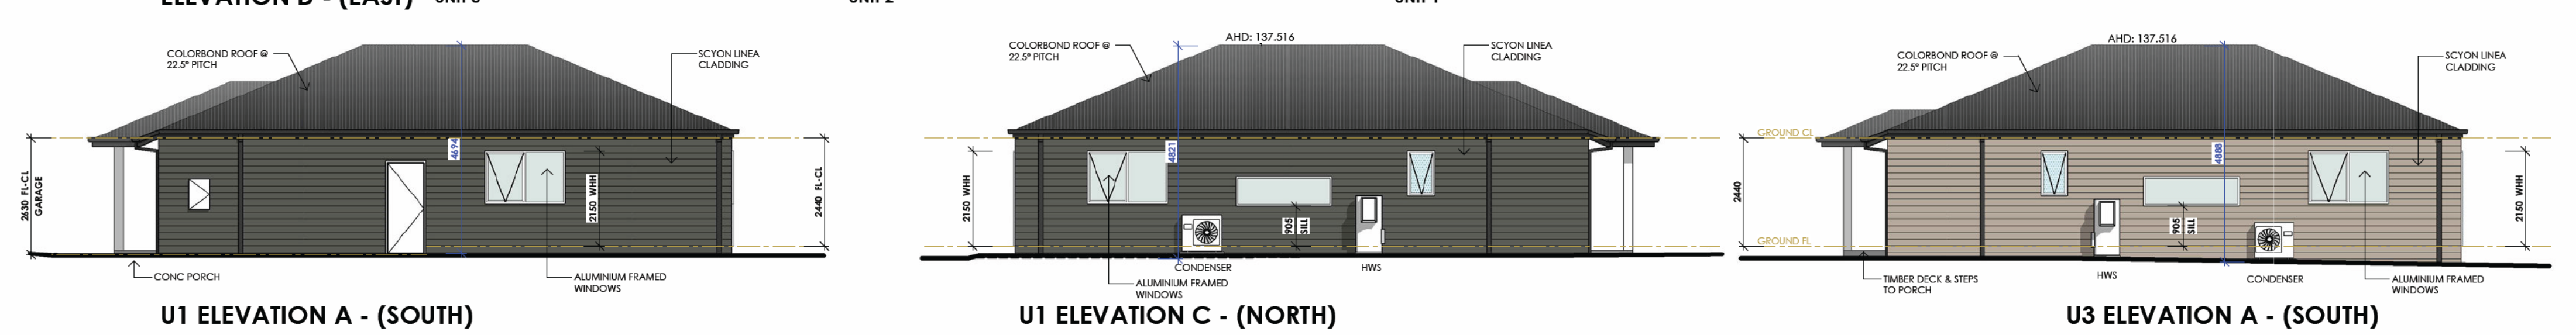 ELEVATION D - (EAST)
COLORBOND ROOF @
22.5° PITCH
SCYON LINEA
CLADDING
4694
2630 FL-CL
GARAGE
2150 WHH
2440 FL-CL
CONC PORCH
ALUMINIUM FRAMED
WINDOWS
U1 ELEVATION A - (SOUTH)
COLORBOND ROOF @
22.5° PITCH
AHD: 137.516
SCYON LINEA
CLADDING
4821
2150 WHH
905
SILL
CONDENSER
HWS
ALUMINIUM FRAMED
WINDOWS
U1 ELEVATION C - (NORTH)
COLORBOND ROOF @
22.5° PITCH
AHD: 137.516
SCYON LINEA
CLADDING
GROUND CL
4888
2440
2150 WHH
905
SILL
GROUND FL
TIMBER DECK & STEPS
TO PORCH
HWS
CONDENSER
ALUMINIUM FRAMED
WINDOWS
U3 ELEVATION A - (SOUTH)